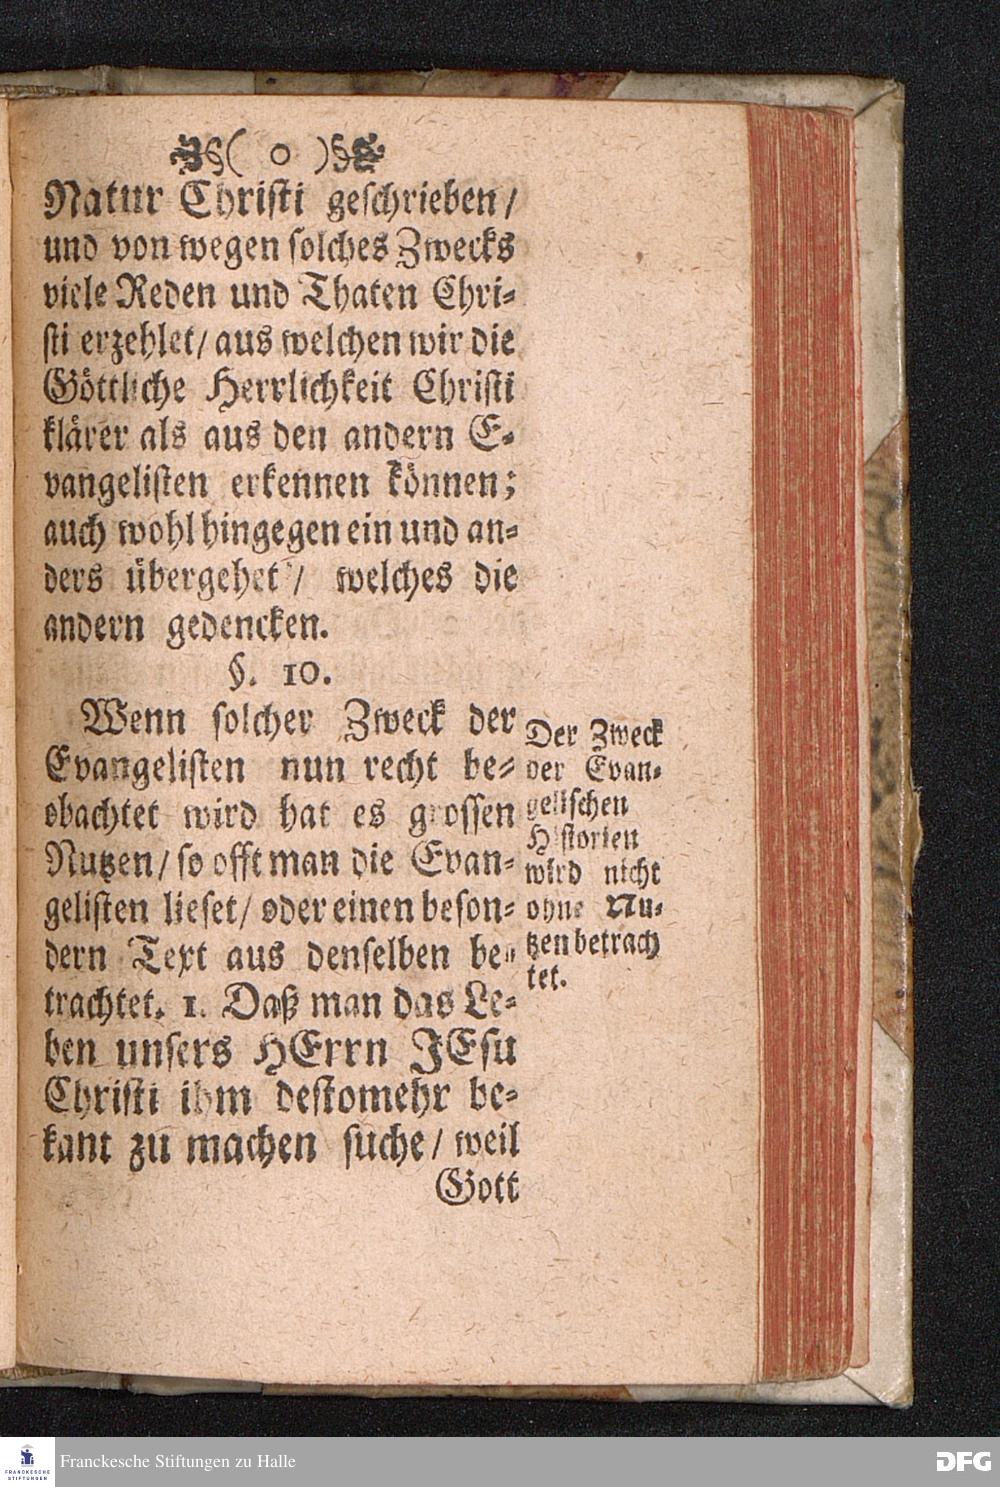 §( o )§
Natur Christi geschrieben /
und von wegen solches Zwecks
viele Reden und Thaten Chri-
sti erzehlet / aus welchen wir die
Göttliche Herrlichkeit Christi
klärer als aus den andern E-
vangelisten erkennen können;
auch wohl hingegen ein und an-
ders übergehet / welches die
andern gedencken.
§. 10.
Wenn solcher Zweck der
Evangelisten nun recht be-
obachtet wird hat es grossen
Nutzen / so offt man die Evan-
gelisten lieset / oder einen beson-
dern Text aus denselben be-
trachtet. 1. Daß man das Le-
ben unsers HErrn JEsu
Christi ihm destomehr be-
kant zu machen suche / weil
Gott
Der Zweck
der Evan-
gelischen
Historien
wird nicht
ohne Nu-
tzen betrach
tet.
FRANCKESCHE
STIFTUNGEN
Franckesche Stiftungen zu Halle
DFG